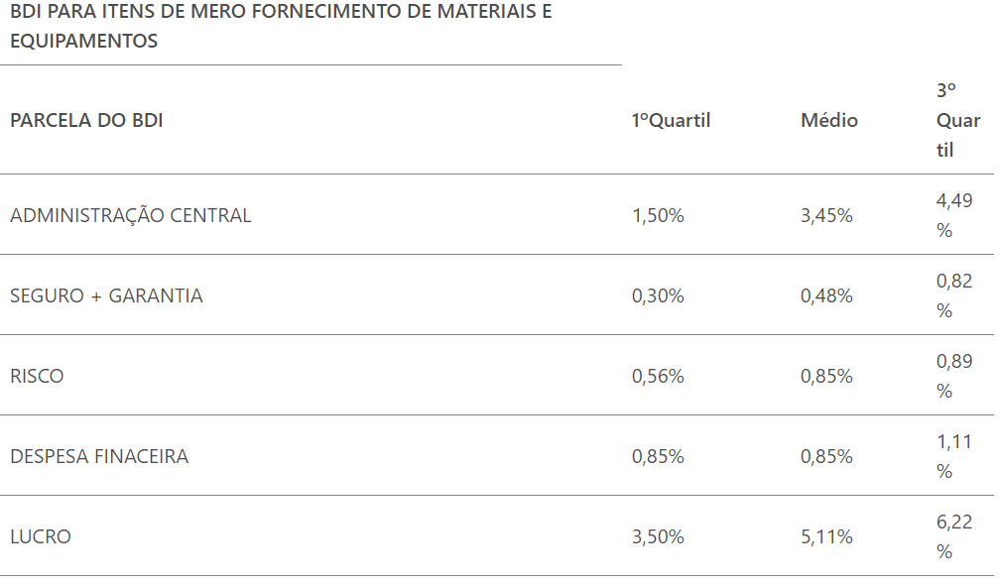 BDI PARA ITENS DE MERO FORNECIMENTO DE MATERIAIS E
EQUIPAMENTOS
PARCELA DO BDI 1ºQuartil Médio 3º
Quar
til
ADMINISTRAÇÃO CENTRAL 1,50% 3,45% 4,49
%
SEGURO + GARANTIA 0,30% 0,48% 0,82
%
RISCO 0,56% 0,85% 0,89
%
DESPESA FINACEIRA 0,85% 0,85% 1,11
%
LUCRO 3,50% 5,11% 6,22
%